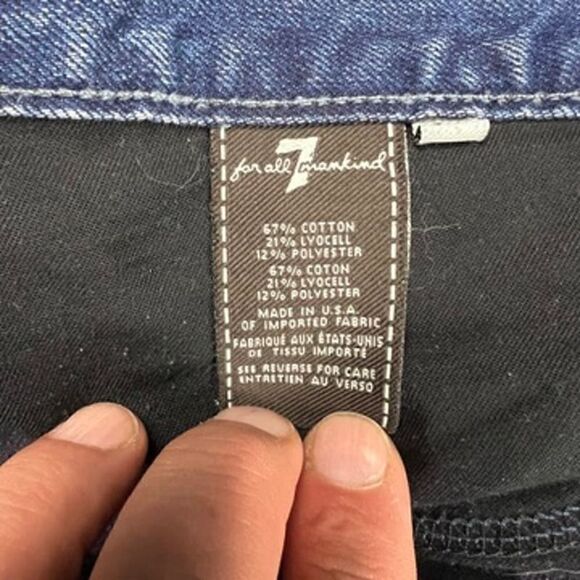 7
for all mankind
67% COTTON
21% LYOCELL
12% POLYESTER
67% COTON
21% LYOCELL
12% POLYESTER
MADE IN U.S.A.
OF IMPORTED FABRIC
FABRIQUÉ AUX ÉTATS-UNIS
DE TISSU IMPORTÉ
SEE REVERSE FOR CARE
ENTRETIEN AU VERSO